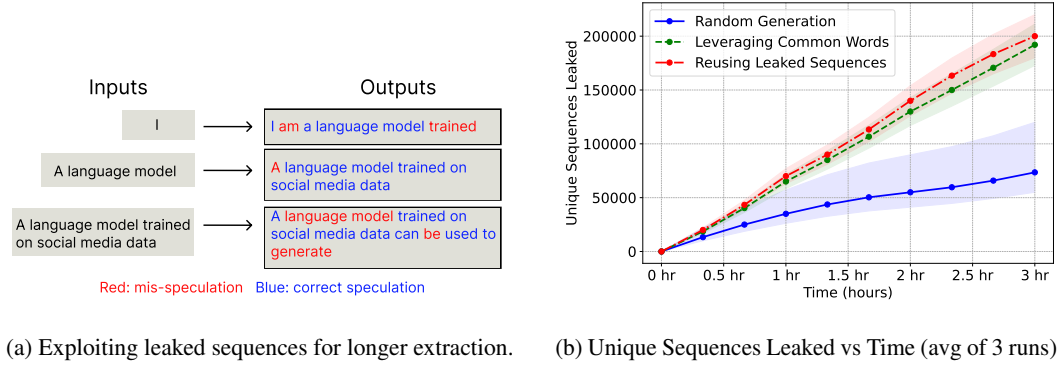 Inputs
Outputs
I
I am a language model trained
A language model
A language model trained on
social media data
A language model trained
on social media data
A language model trained on
social media data can be used to
generate
Red: mis-speculation Blue: correct speculation
(a) Exploiting leaked sequences for longer extraction.
Random Generation
Leveraging Common Words
Reusing Leaked Sequences
Unique Sequences Leaked
200000
150000
100000
50000
0
0 hr 0.5 hr 1 hr 1.5 hr 2 hr 2.5 hr 3 hr
Time (hours)
(b) Unique Sequences Leaked vs Time (avg of 3 runs)